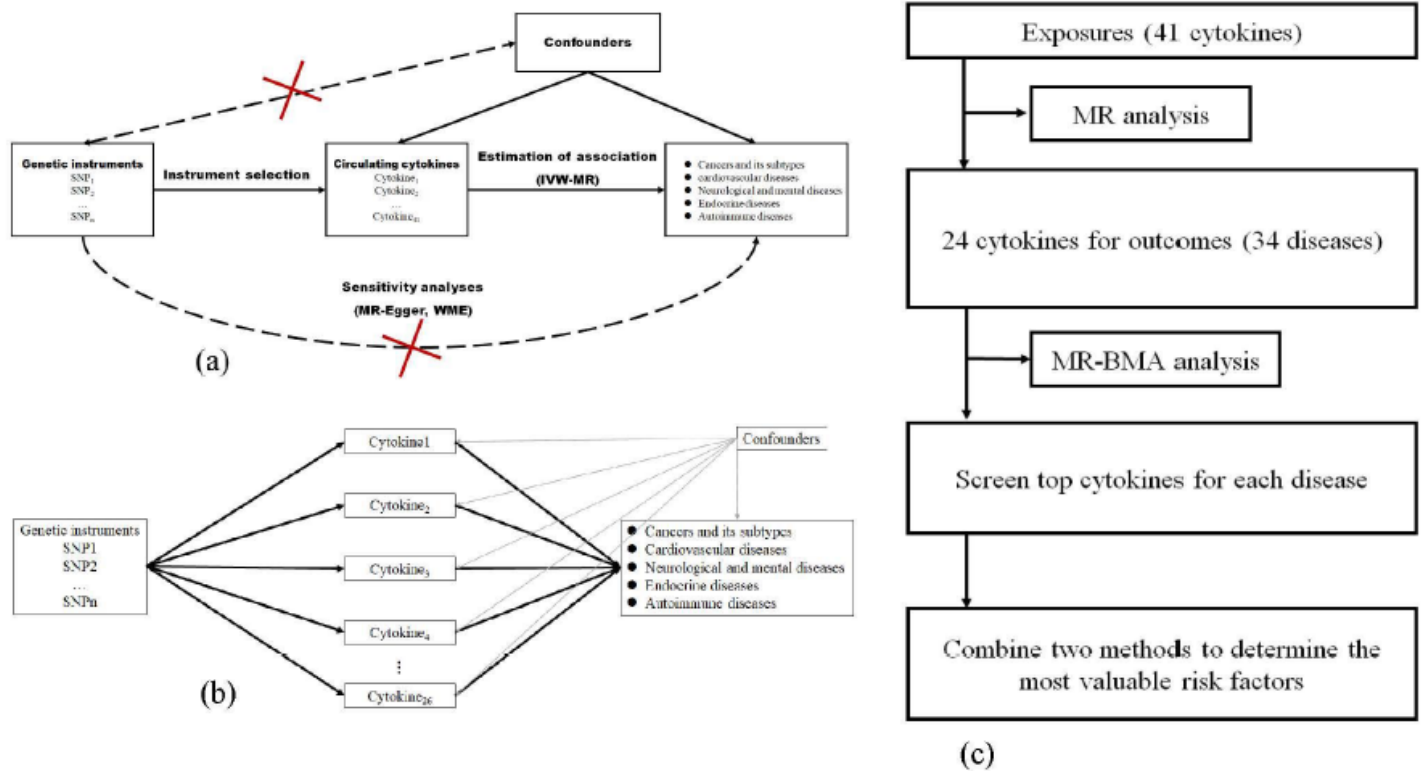 Confounders
Genetic instruments
SNP₁
SNP₂
...
SNPₙ
Instrument selection
Circulating cytokines
Cytokine₁
Cytokine₂
...
Estimation of association
(IVW-MR)
● Cancers and its subtypes
● cardiovascular diseases
● Neurological and mental diseases
● Endocrine diseases
● Autoimmune diseases
Sensitivity analyses
(MR-Egger, WME)
(a)
Genetic instruments
SNP1
SNP2
...
SNPn
Cytokine1
Cytokine₂
Cytokine₃
Cytokine₄
⋮
Cytokine₂₆
Confounders
● Cancers and its subtypes
● Cardiovascular diseases
● Neurological and mental diseases
● Endocrine diseases
● Autoimmune diseases
(b)
Exposures (41 cytokines)
MR analysis
24 cytokines for outcomes (34 diseases)
MR-BMA analysis
Screen top cytokines for each disease
Combine two methods to determine the
most valuable risk factors
(c)